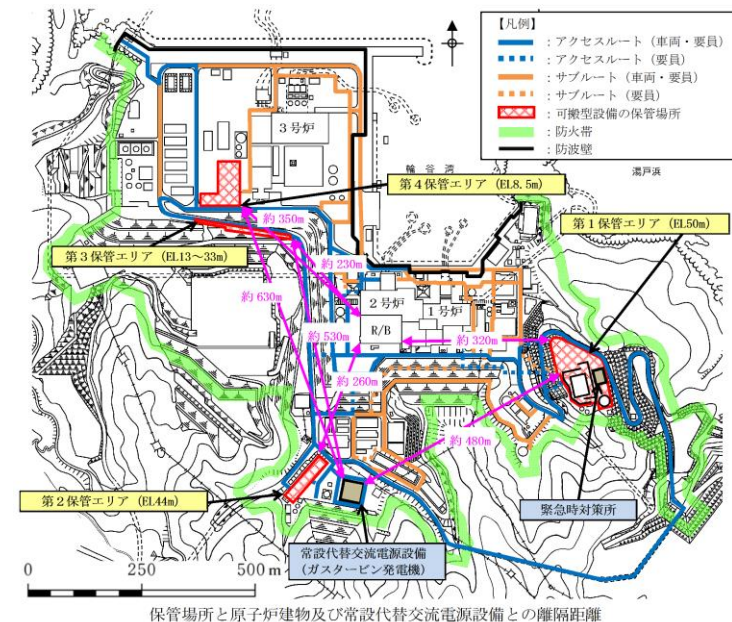 【凡例】
：アクセスルート（車両・要員）
：アクセスルート（要員）
：サブルート（車両・要員）
：サブルート（要員）
：可搬型設備の保管場所
：防火帯
：防波壁
3号炉
輪谷湾
湯戸浜
第4保管エリア（EL8.5m）
第1保管エリア（EL50m）
約350m
第3保管エリア（EL13～33m）
約230m
2号炉
1号炉
約630m
R/B
約530m
約320m
約260m
約480m
第2保管エリア（EL44m）
緊急時対策所
常設代替交流電源設備
（ガスタービン発電機）
0 250 500 m
保管場所と原子炉建物及び常設代替交流電源設備との離隔距離